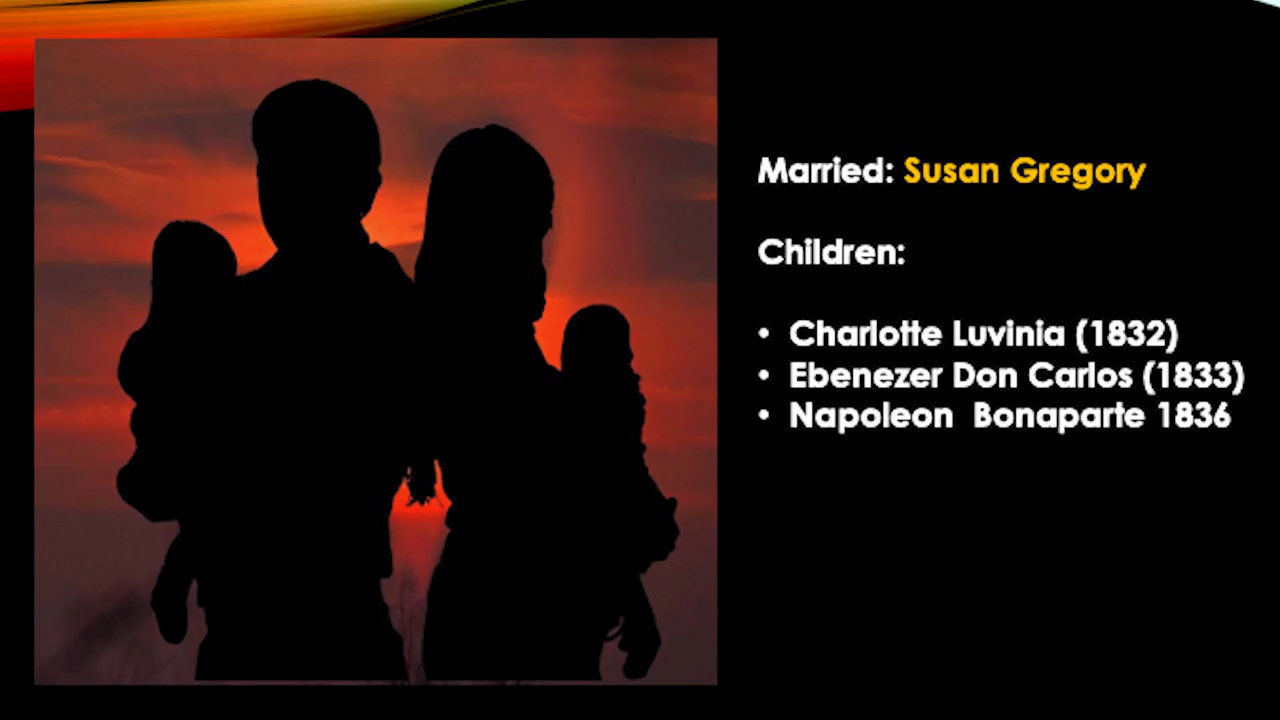 Married: Susan Gregory
Children:
• Charlotte Luvinia (1832)
• Ebenezer Don Carlos (1833)
• Napoleon  Bonaparte 1836